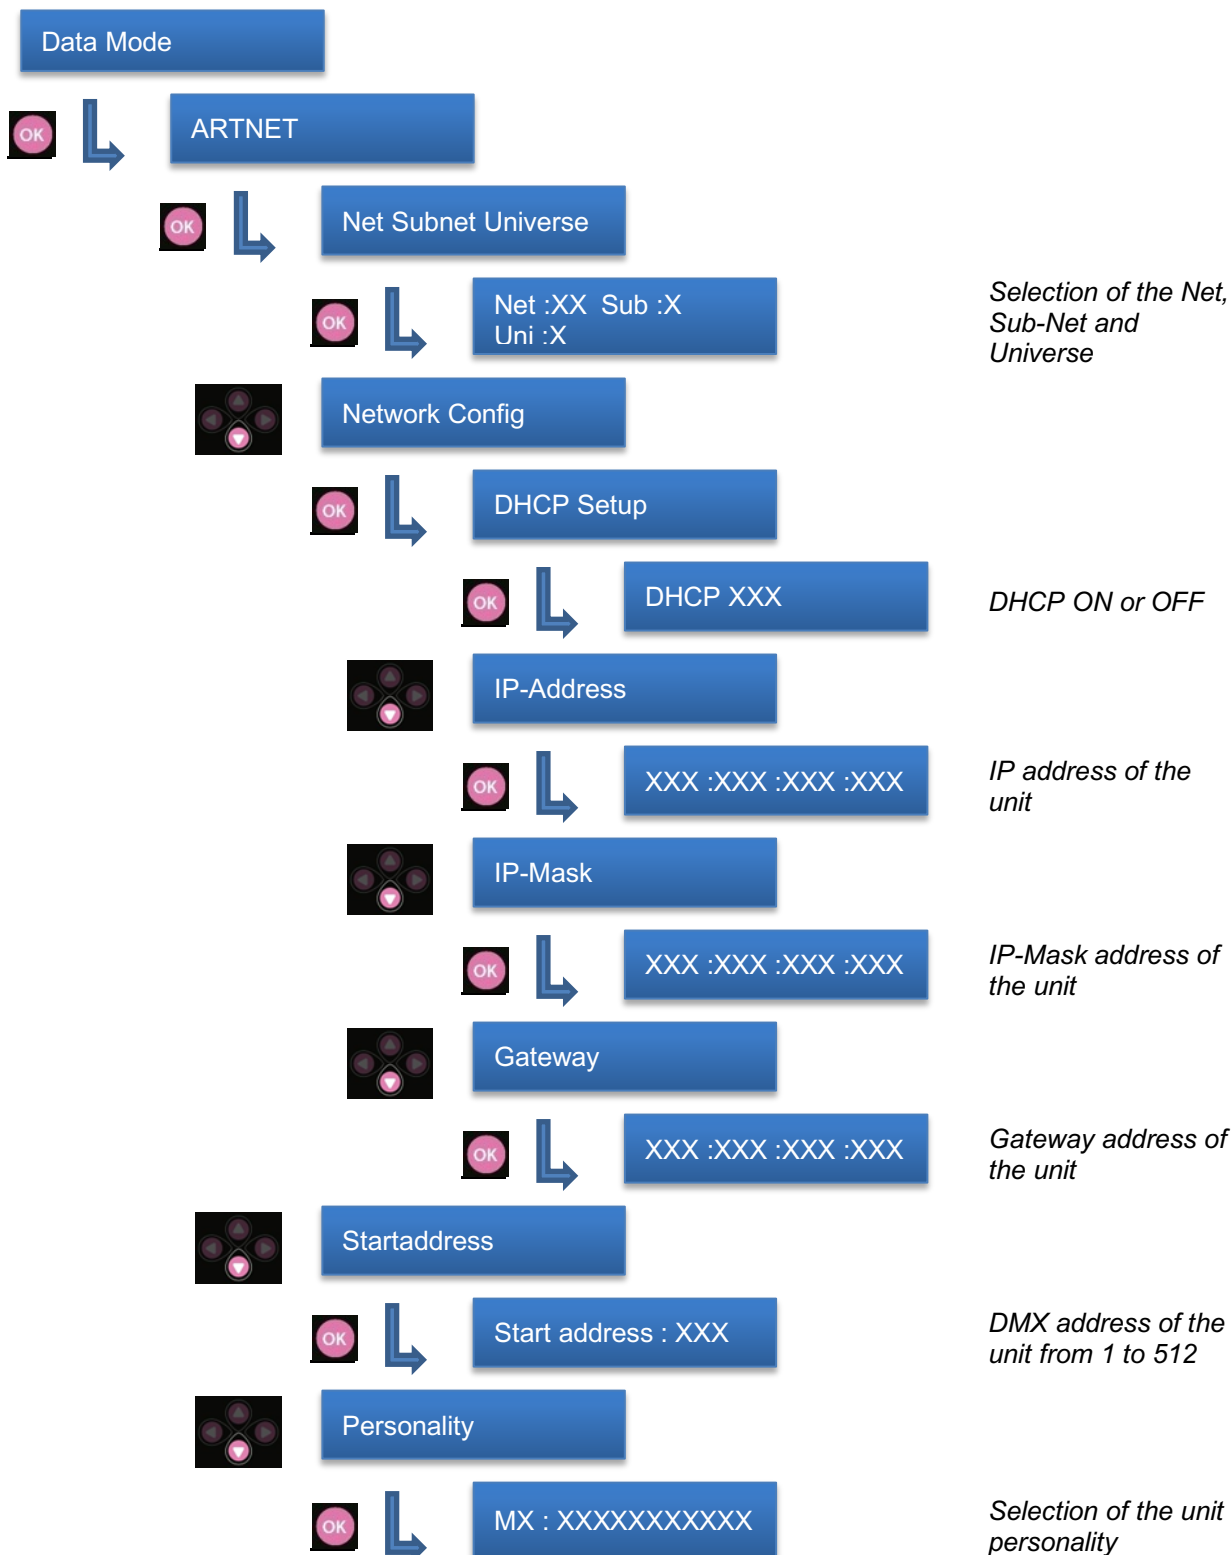 Data Mode
OK
ARTNET
OK
Net Subnet Universe
OK
Net :XX  Sub :X
Uni :X
Selection of the Net,
Sub-Net and
Universe
Network Config
OK
DHCP Setup
OK
DHCP XXX
DHCP ON or OFF
IP-Address
OK
XXX :XXX :XXX :XXX
IP address of the
unit
IP-Mask
OK
XXX :XXX :XXX :XXX
IP-Mask address of
the unit
Gateway
OK
XXX :XXX :XXX :XXX
Gateway address of
the unit
Startaddress
OK
Start address : XXX
DMX address of the
unit from 1 to 512
Personality
OK
MX : XXXXXXXXXXX
Selection of the unit
personality